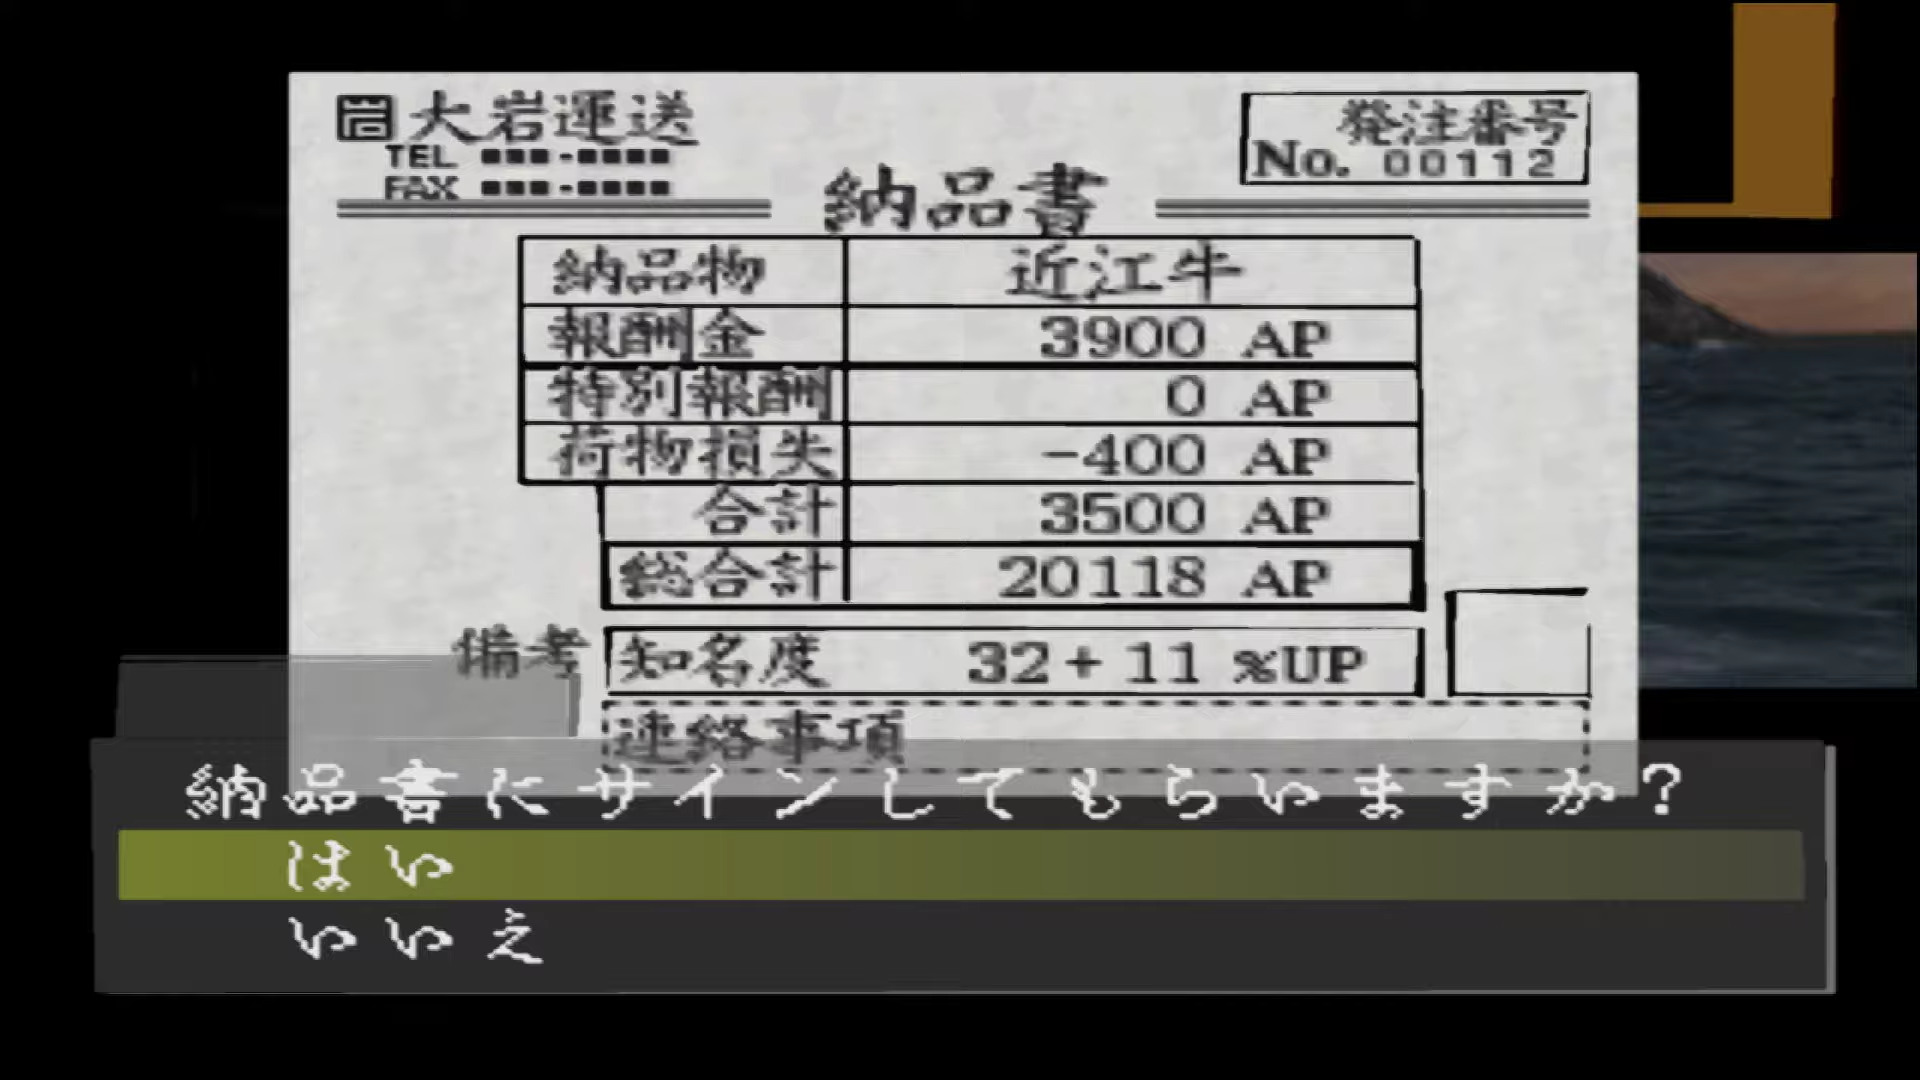 大岩運送
TEL ■■■-■■■■
FAX ■■■-■■■■
発注番号
No. 00112
納品書
納品物 近江牛
報酬金 3900 AP
特別報酬 0 AP
荷物損失 -400 AP
合計 3500 AP
総合計 20118 AP
備考 知名度 32+11 %UP
連絡事項
納品書にサインしてもらいますか?
はい
いいえ